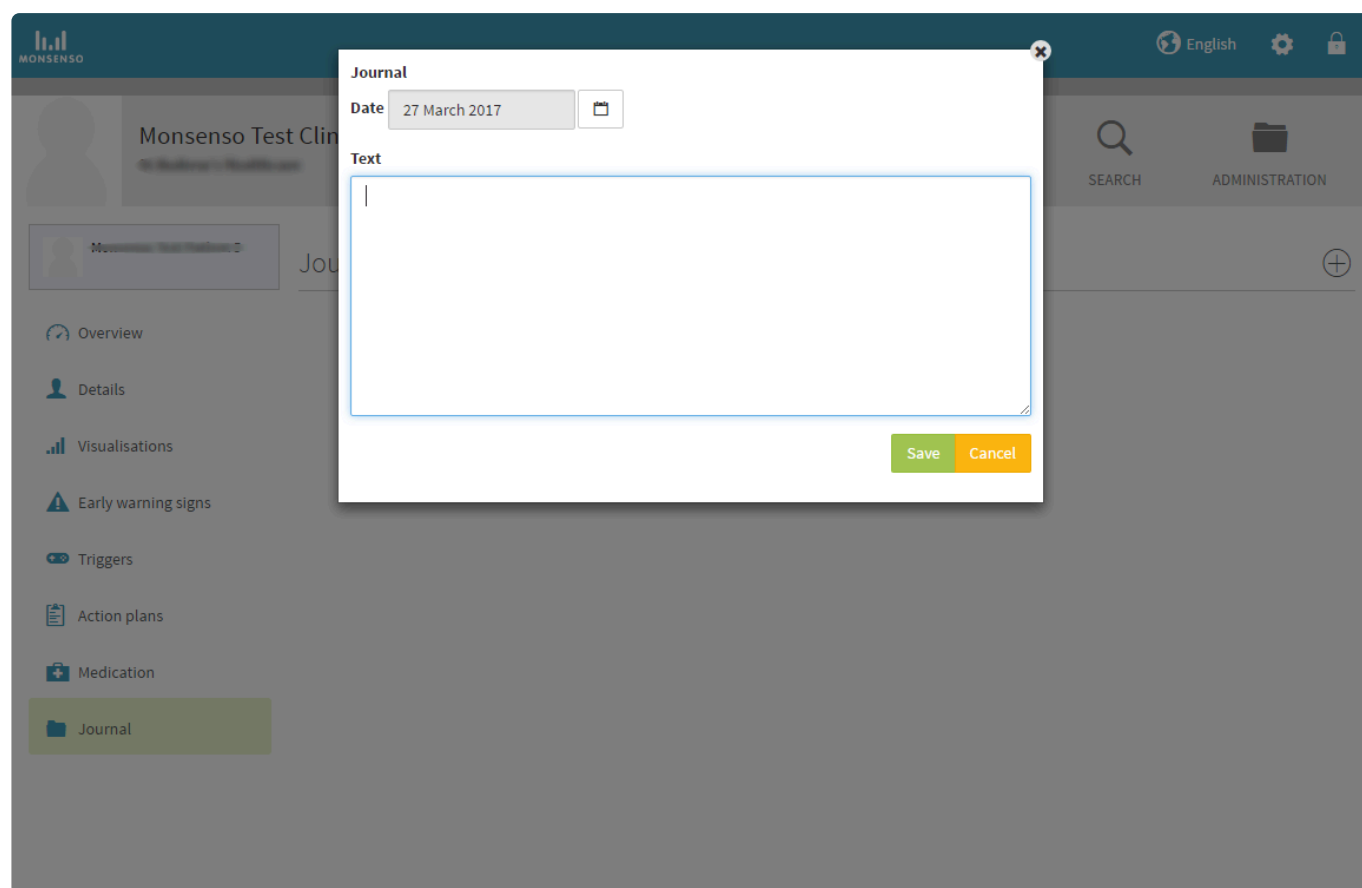 MONSENSO
English
Journal
Date 27 March 2017
Monsenso Test Clin
Text
SEARCH
ADMINISTRATION
Jou
Overview
Details
Visualisations
Save Cancel
Early warning signs
Triggers
Action plans
Medication
Journal